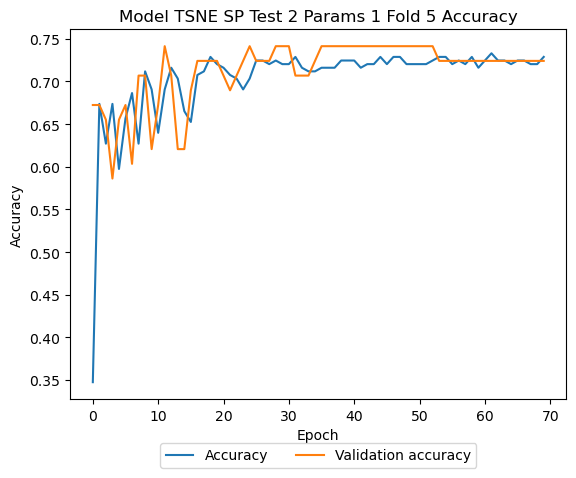 Model TSNE SP Test 2 Params 1 Fold 5 Accuracy
0.75
0.70
0.65
0.60
0.55
0.50
0.45
0.40
0.35
Accuracy
0 10 20 30 40 50 60 70
Epoch
Accuracy Validation accuracy